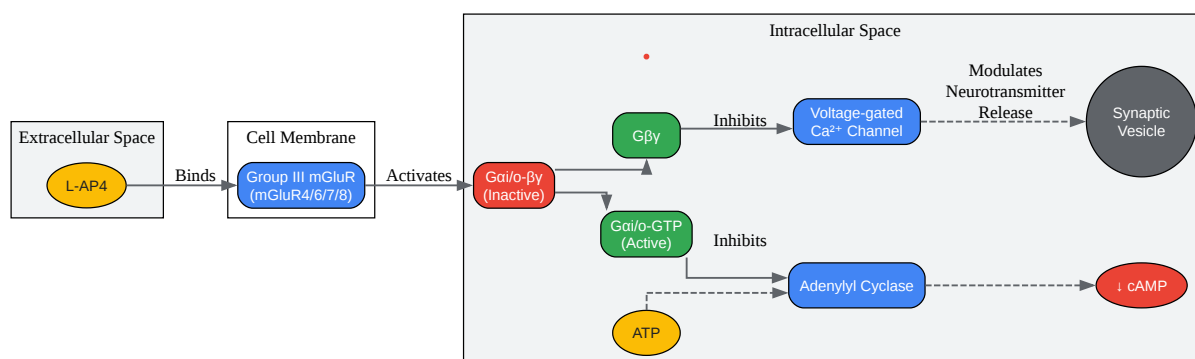 Intracellular Space
Extracellular Space
L-AP4
Binds
Cell Membrane
Group III mGluR
(mGluR4/6/7/8)
Activates
Gαi/o-βγ
(Inactive)
Gβγ
Inhibits
Voltage-gated
Ca²⁺ Channel
Modulates
Neurotransmitter
Release
Synaptic
Vesicle
Gαi/o-GTP
(Active)
Inhibits
ATP
Adenylyl Cyclase
↓ cAMP